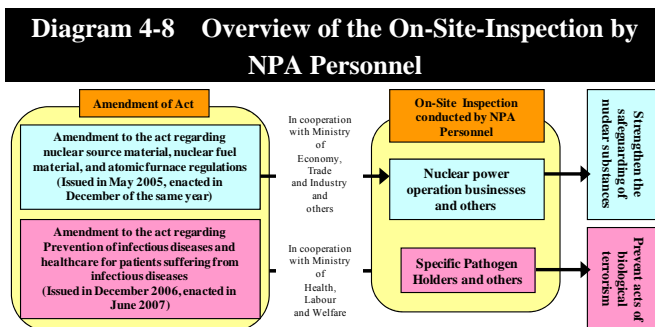 Diagram 4-8 Overview of the On-Site-Inspection by
NPA Personnel
Amendment of Act
Amendment to the act regarding
nuclear source material, nuclear fuel
material, and atomic furnace regulations
(Issued in May 2005, enacted in
December of the same year)
Amendment to the act regarding
Prevention of infectious diseases and
healthcare for patients suffering from
infectious diseases
(Issued in December 2006, enacted in
June 2007)
In cooperation
with Ministry
of
Economy,
Trade
and Industry
and
others
In cooperation
with Ministry
of
Health,
Labour
and Welfare
On-Site Inspection
conducted by NPA
Personnel
Nuclear power
operation businesses
and others
Specific Pathogen
Holders and others
Strengthen the
safeguarding of
nuclear substances
Prevent acts of
biological
terrorism